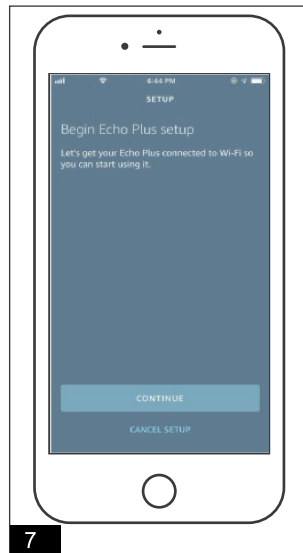 4:44 PM
SETUP
Begin Echo Plus setup
Let's get your Echo Plus connected to Wi-Fi so
you can start using it.
CONTINUE
CANCEL SETUP
7